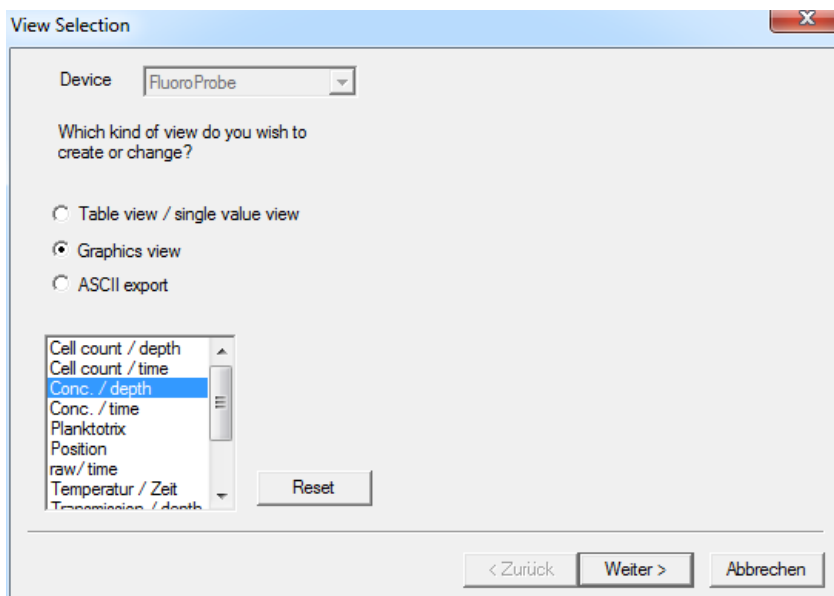 View Selection
Device
FluoroProbe
Which kind of view do you wish to
create or change?
Table view / single value view
Graphics view
ASCII export
Cell count / depth
Cell count / time
Conc. / depth
Conc. / time
Planktotrix
Position
raw/ time
Temperatur / Zeit
Transmission / depth
Reset
< Zurück
Weiter >
Abbrechen